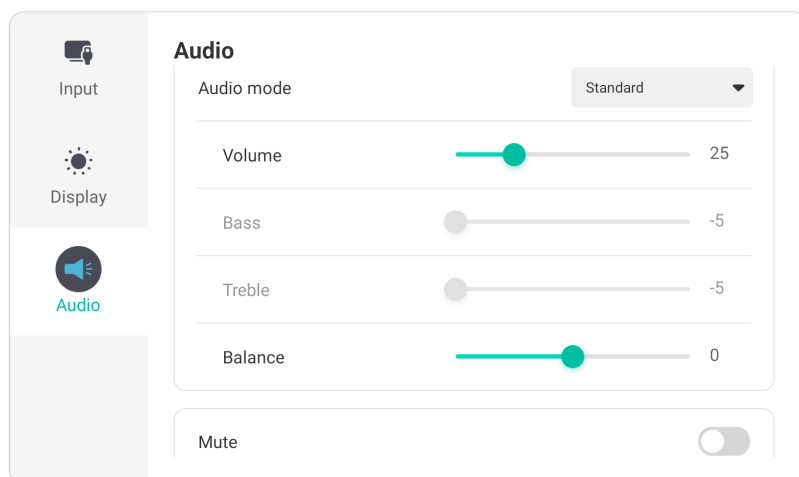 Input
Display
Audio
Audio
Audio mode Standard
Volume 25
Bass -5
Treble -5
Balance 0
Mute